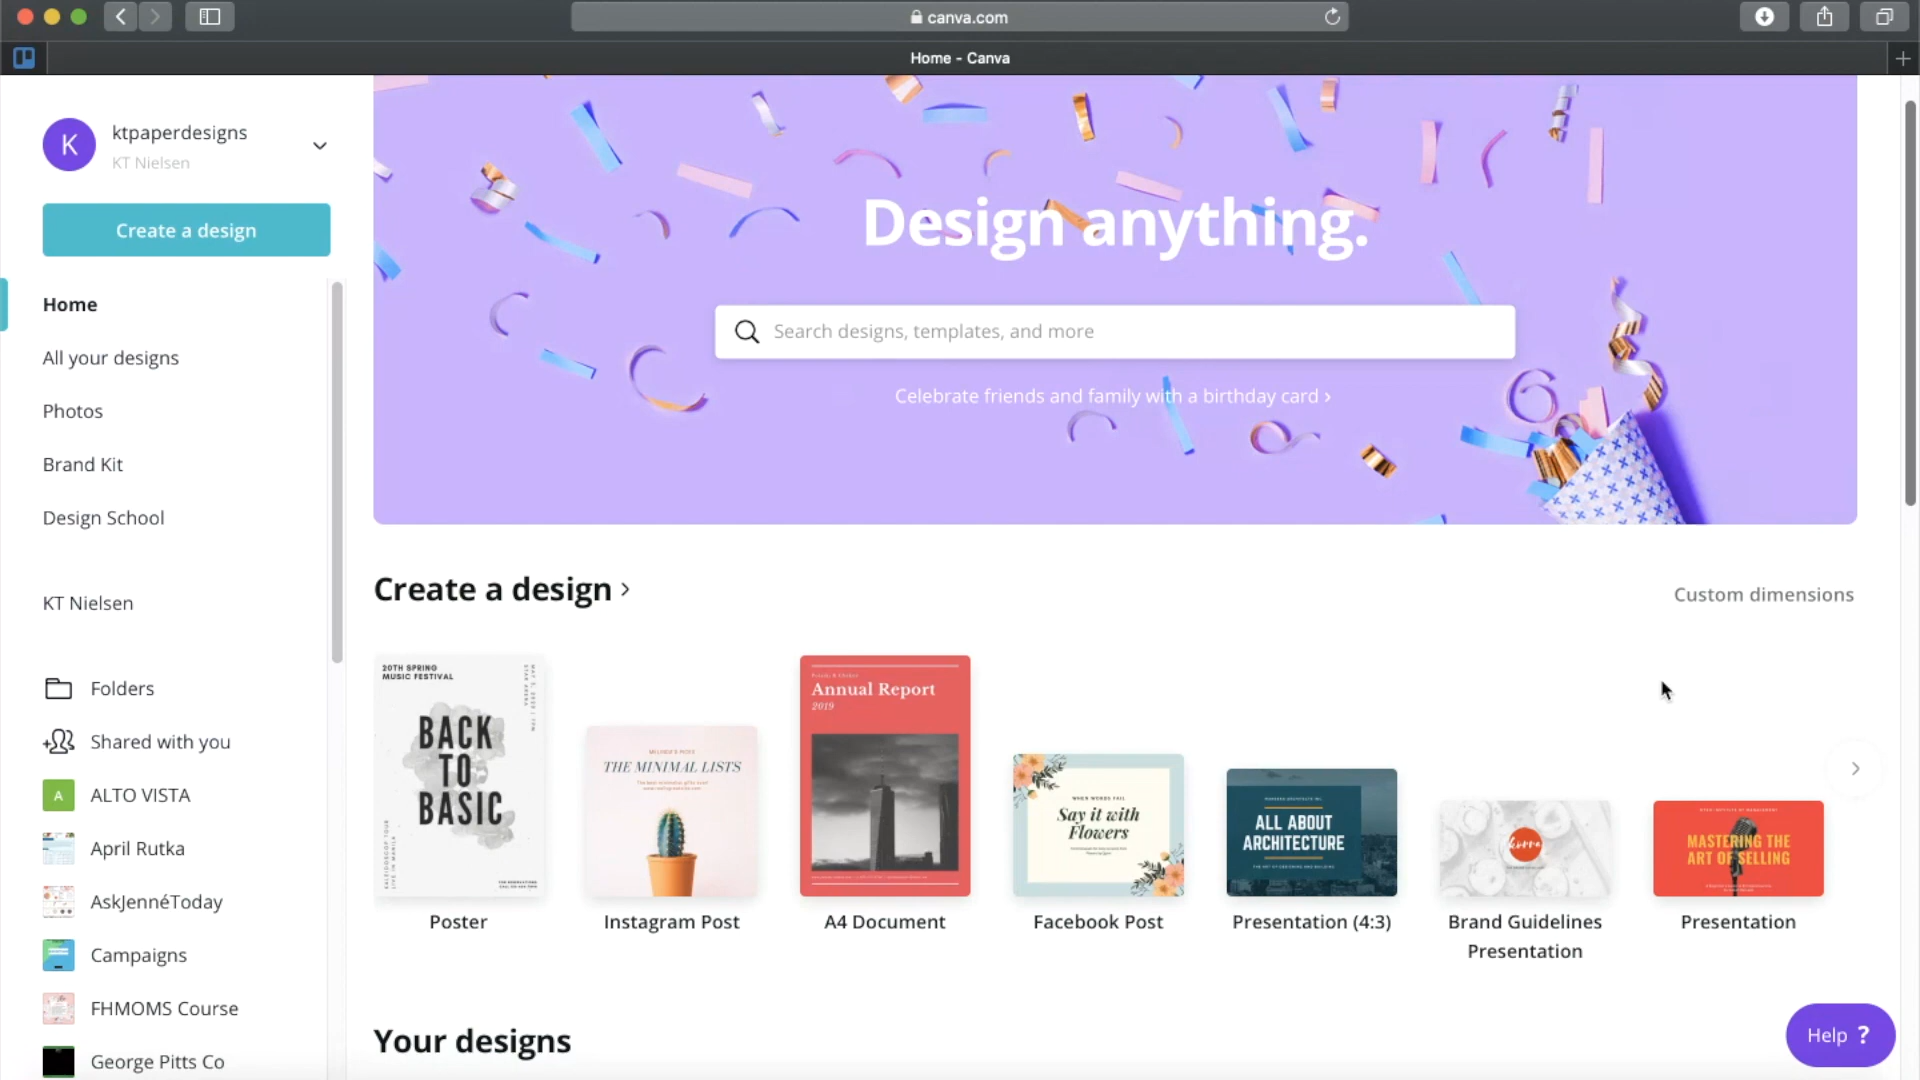 canva.com
Home - Canva
K
ktpaperdesigns
KT Nielsen
Create a design
Home
All your designs
Photos
Brand Kit
Design School
KT Nielsen
Folders
Shared with you
A
ALTO VISTA
April Rutka
AskJennéToday
Campaigns
FHMOMS Course
George Pitts Co
Design anything.
Search designs, templates, and more
Celebrate friends and family with a birthday card ›
Create a design ›
Custom dimensions
20TH SPRING
MUSIC FESTIVAL
BACK
TO
BASIC
Poster
THE MINIMAL LISTS
Instagram Post
Annual Report
2019
A4 Document
WHEN WORDS FAIL
Say it with
Flowers
Facebook Post
ALL ABOUT
ARCHITECTURE
Presentation (4:3)
korra
Brand Guidelines
Presentation
MASTERING THE
ART OF SELLING
Presentation
Your designs
Help ?